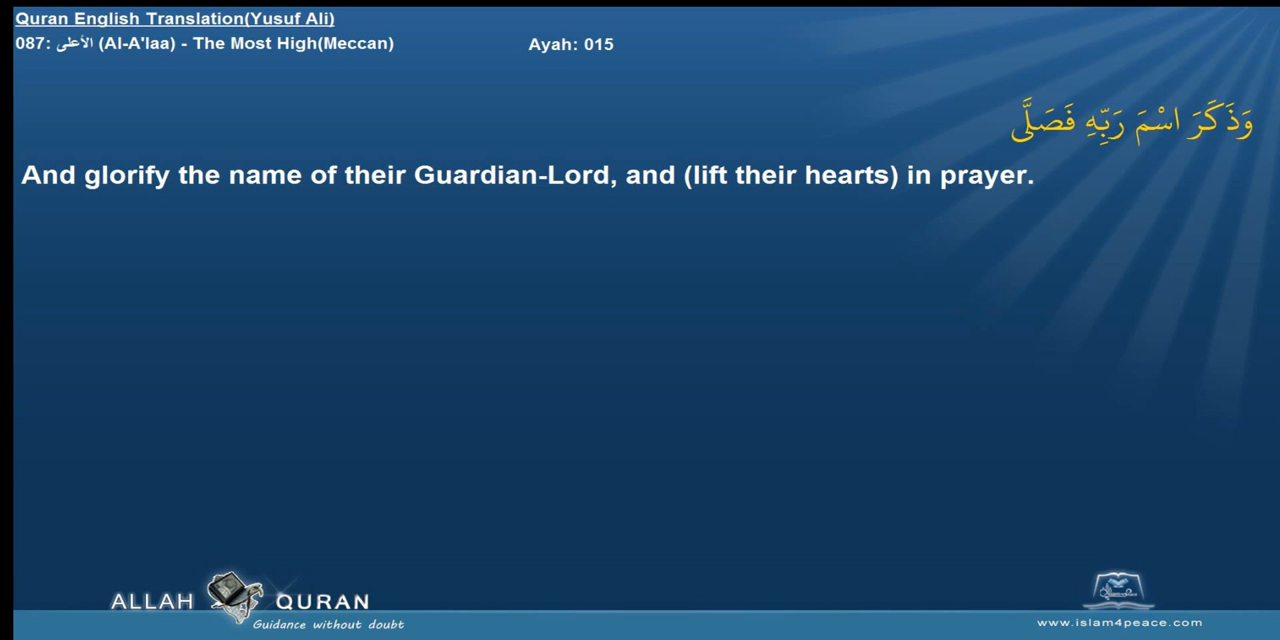 Quran English Translation(Yusuf Ali)
087: الأعلى (Al-A'laa) - The Most High(Meccan) Ayah: 015
وَذَكَرَ اسْمَ رَبِّهِ فَصَلَّى
And glorify the name of their Guardian-Lord, and (lift their hearts) in prayer.
ALLAH QURAN
Guidance without doubt
www.islam4peace.com